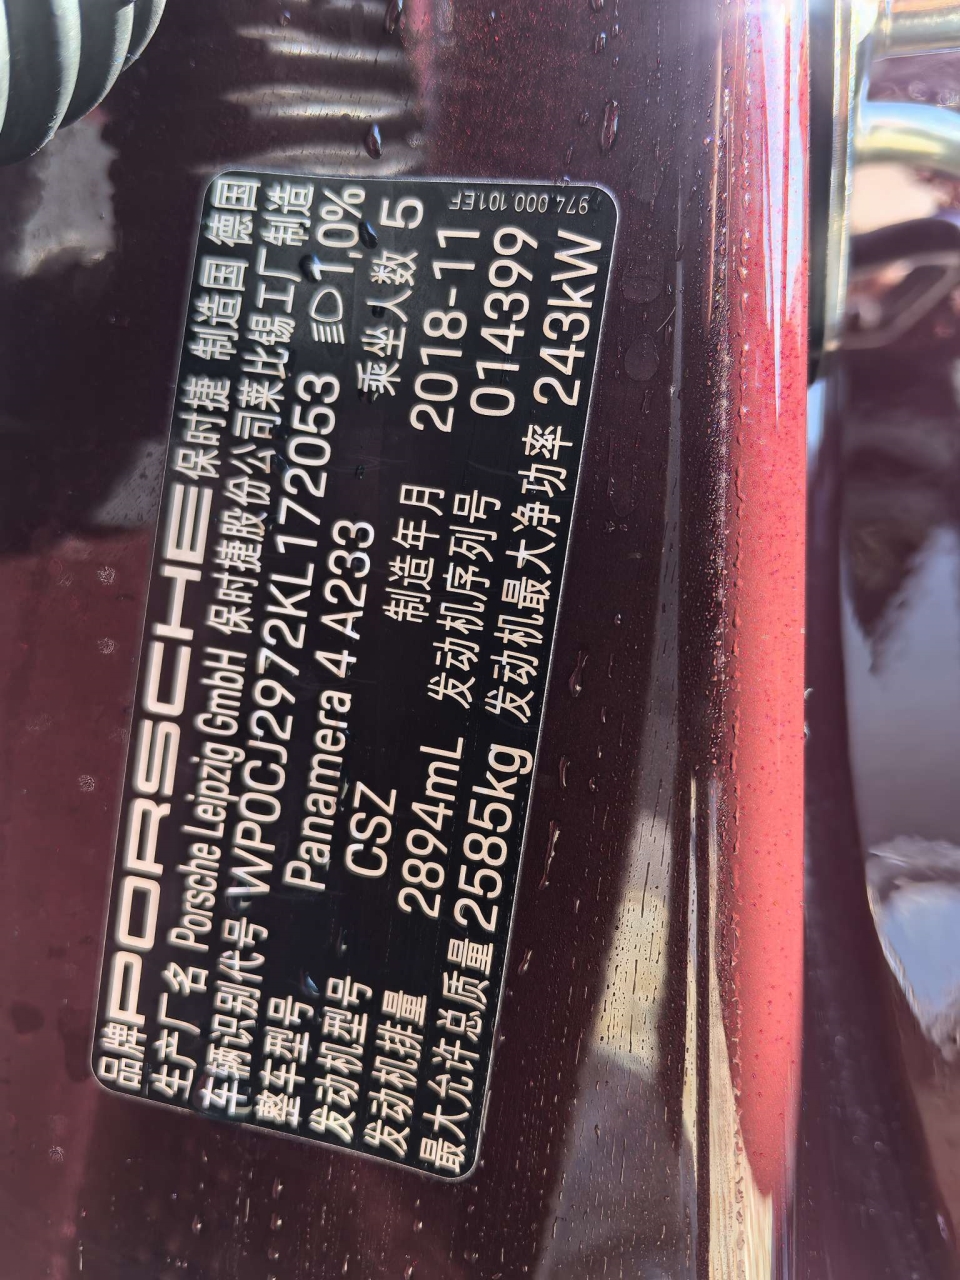 品牌 PORSCHE 保时捷 制造国 德国
生产厂名 Porsche Leipzig GmbH 保时捷股份公司莱比锡工厂 制造
车辆识别代号 WP0CJ2972KL172053 1,0%
整车型号 Panamera 4 A233 乘坐人数 5
发动机型号 CSZ 制造年月 2018-11
发动机排量 2894mL 发动机序列号 014399
最大允许总质量 2585kg 发动机最大净功率 243kW
974.000.101EF